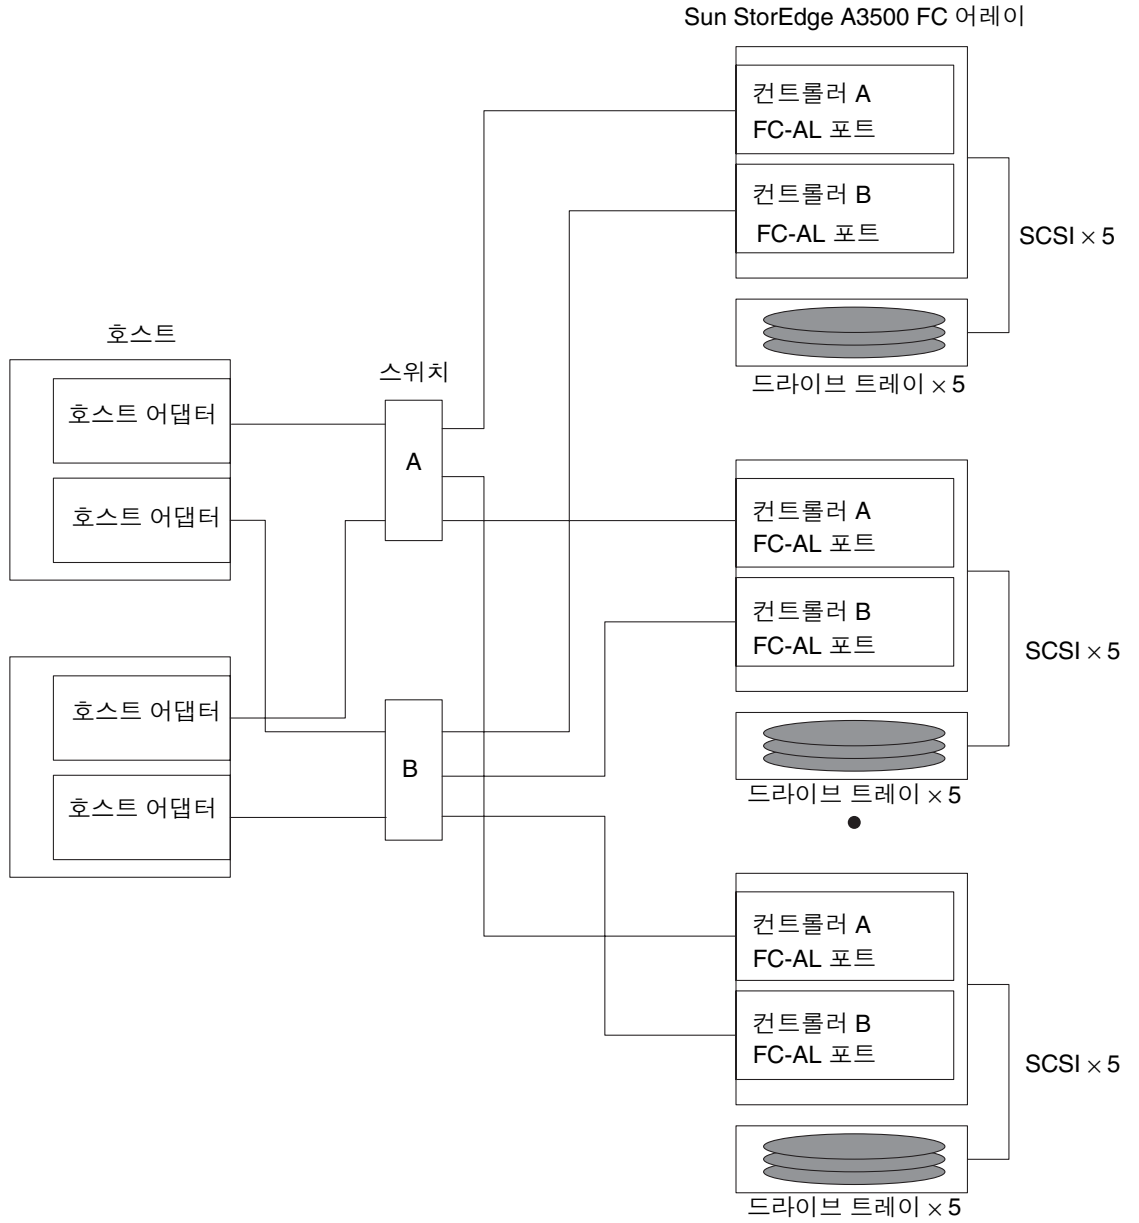 Sun StorEdge A3500 FC 어레이
컨트롤러 A
FC-AL 포트
컨트롤러 B
FC-AL 포트
SCSI × 5
드라이브 트레이 × 5
호스트
호스트 어댑터
호스트 어댑터
스위치
A
컨트롤러 A
FC-AL 포트
컨트롤러 B
FC-AL 포트
SCSI × 5
드라이브 트레이 × 5
호스트 어댑터
호스트 어댑터
B
컨트롤러 A
FC-AL 포트
컨트롤러 B
FC-AL 포트
SCSI × 5
드라이브 트레이 × 5